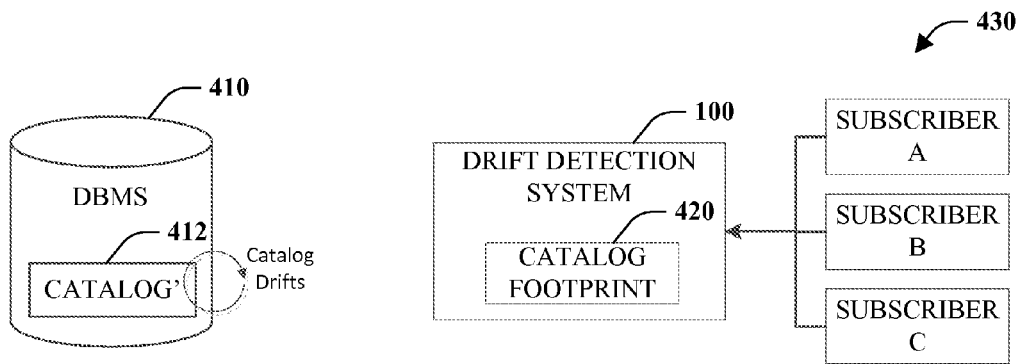 430
410
DBMS
412
CATALOG’
Catalog
Drifts
100
DRIFT DETECTION
SYSTEM
420
CATALOG
FOOTPRINT
SUBSCRIBER
A
SUBSCRIBER
B
SUBSCRIBER
C